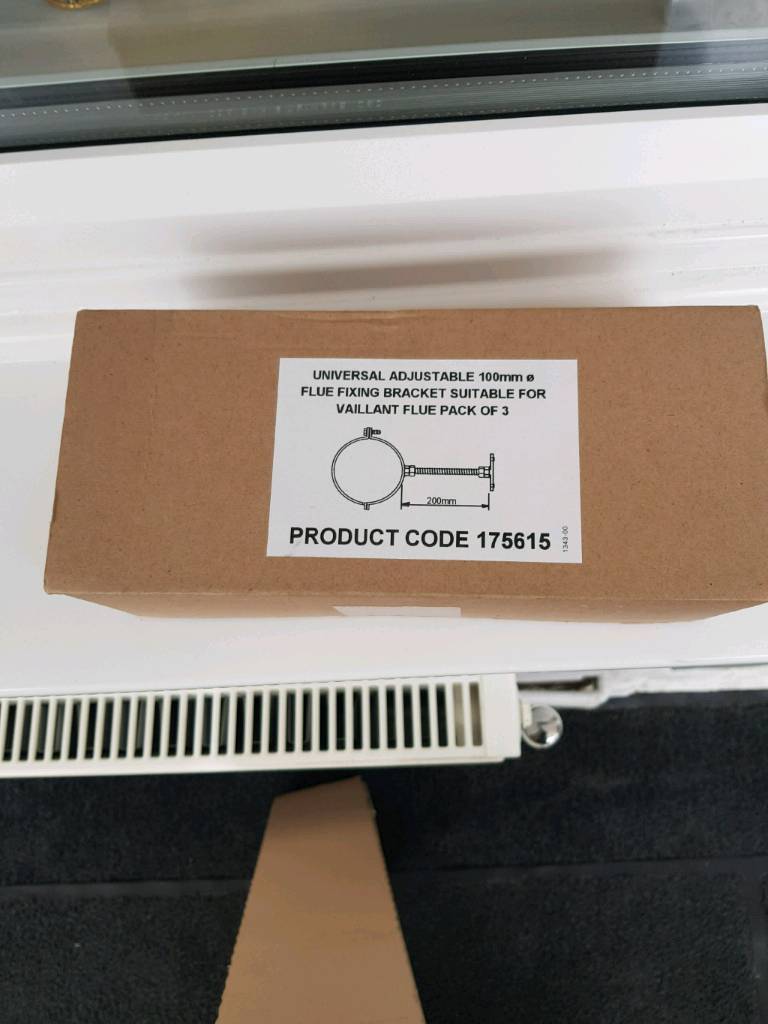 UNIVERSAL ADJUSTABLE 100mm ø
FLUE FIXING BRACKET SUITABLE FOR
VAILLANT FLUE PACK OF 3
200mm
PRODUCT CODE 175615
1343-00